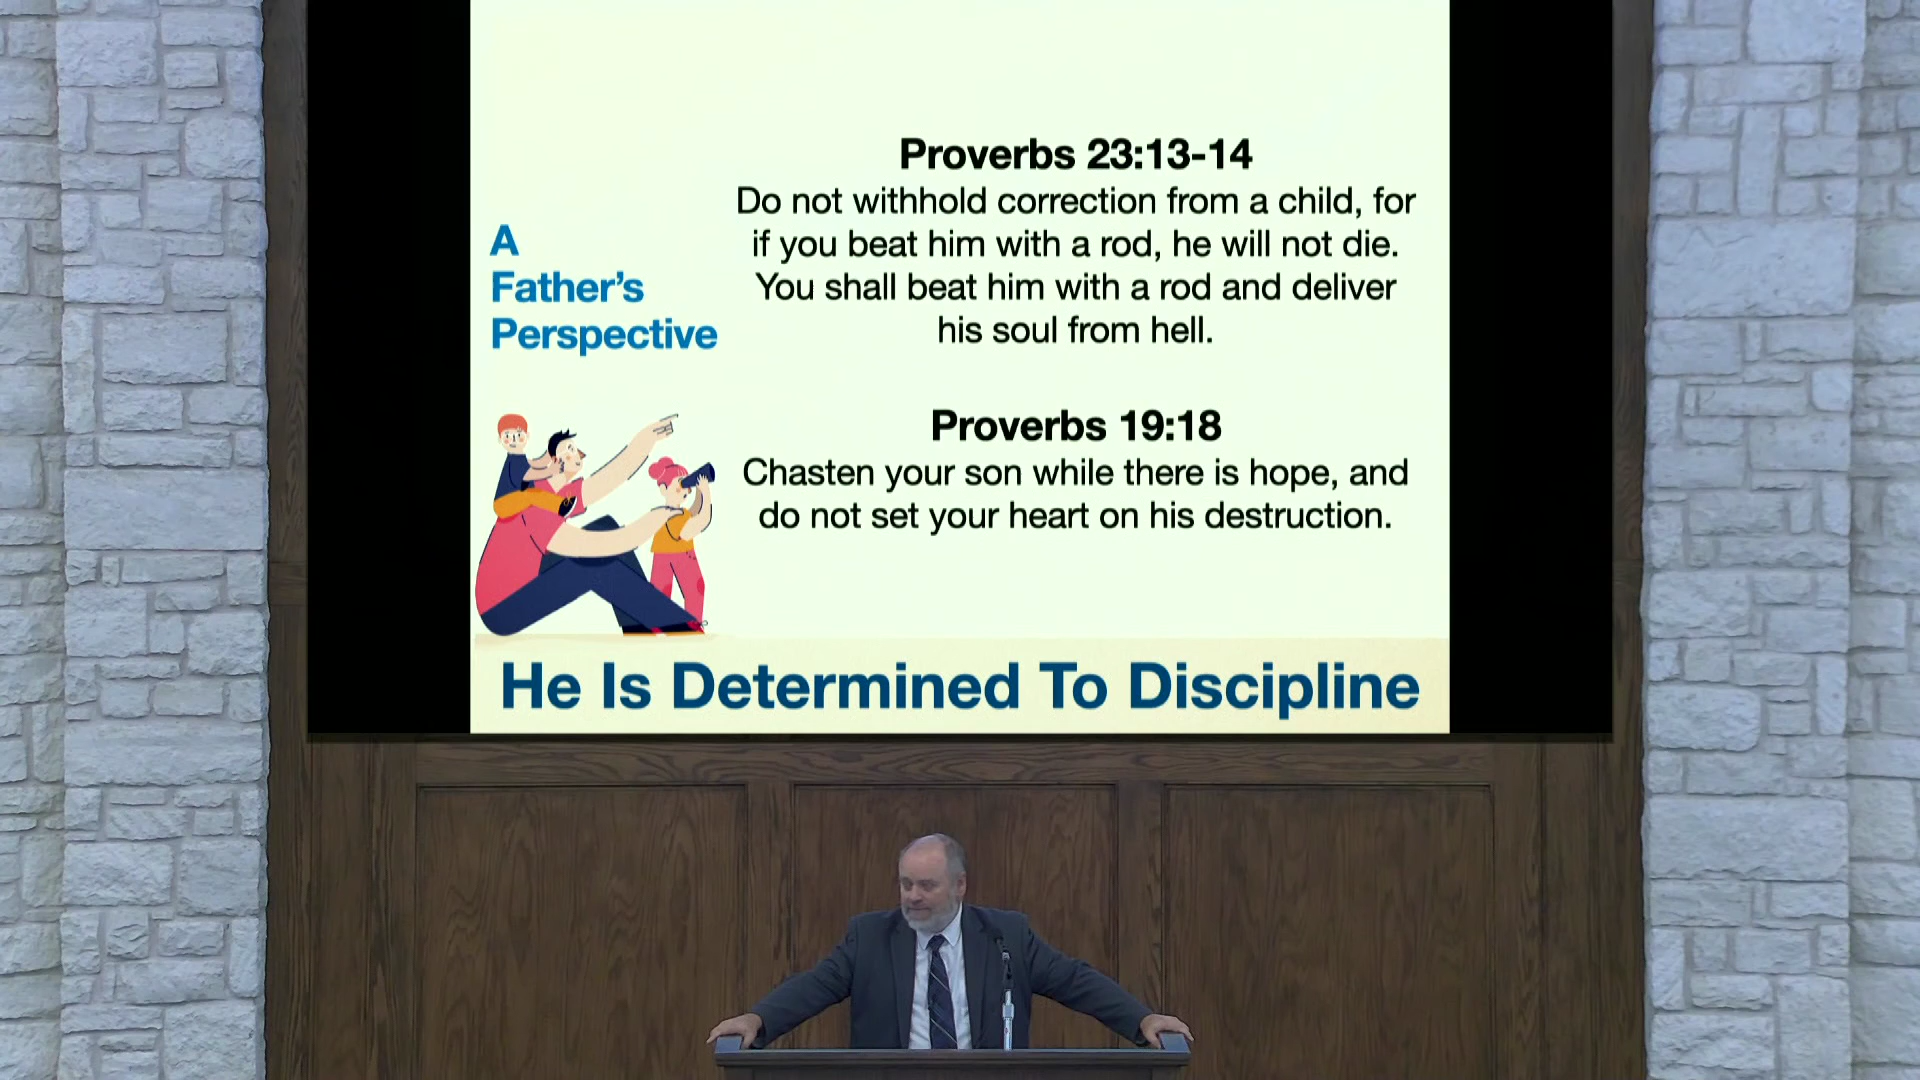 A
Father’s
Perspective
Proverbs 23:13-14
Do not withhold correction from a child, for
if you beat him with a rod, he will not die.
You shall beat him with a rod and deliver
his soul from hell.
Proverbs 19:18
Chasten your son while there is hope, and
do not set your heart on his destruction.
He Is Determined To Discipline